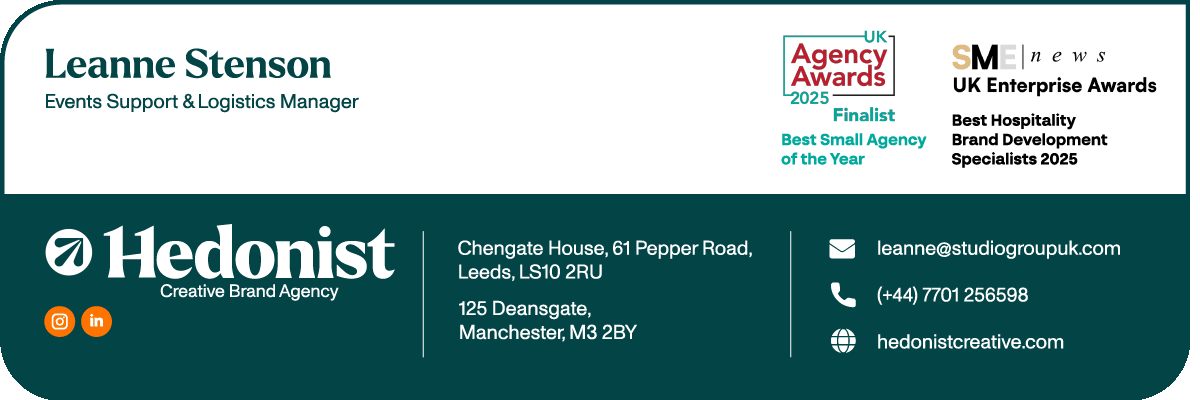 Leanne Stenson
Events Support & Logistics Manager
UK
Agency
Awards
2025
Finalist
Best Small Agency
of the Year
SME news
UK Enterprise Awards
Best Hospitality
Brand Development
Specialists 2025
Hedonist
Creative Brand Agency
in
Chengate House, 61 Pepper Road,
Leeds, LS10 2RU
125 Deansgate,
Manchester, M3 2BY
leanne@studiogroupuk.com
(+44) 7701 256598
hedonistcreative.com